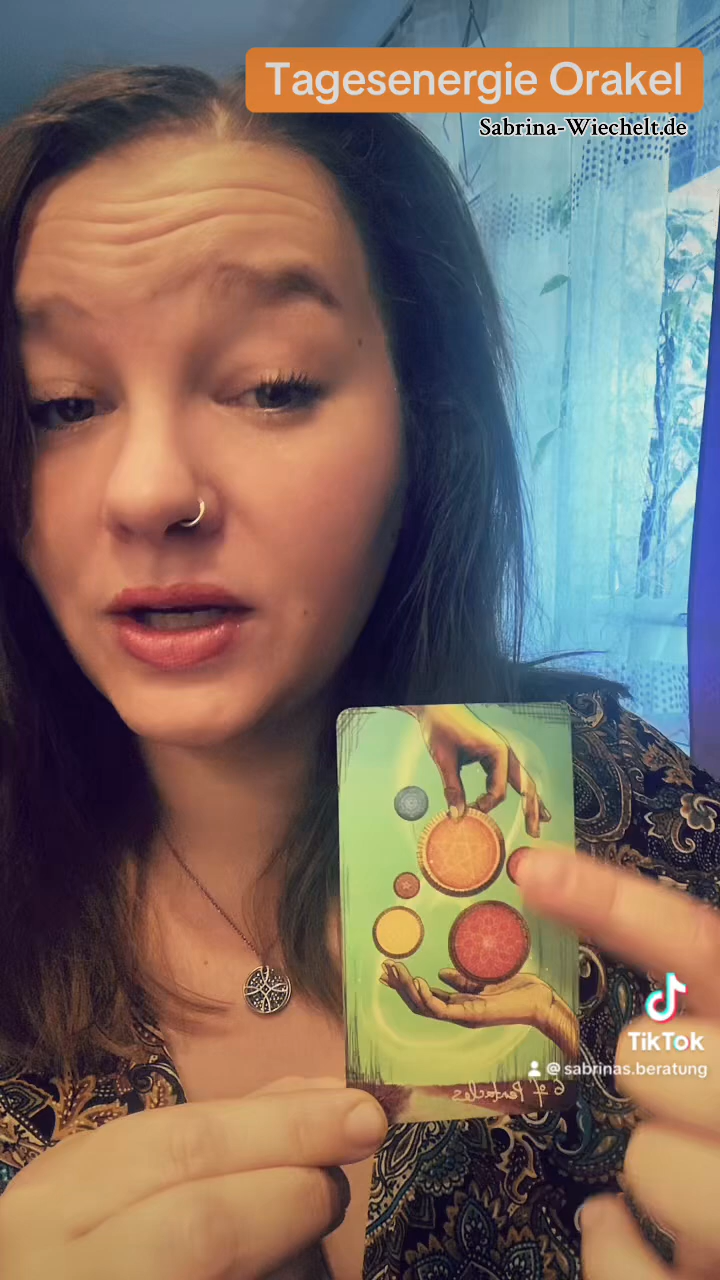 Tagesenergie Orakel
Sabrina-Wiechelt.de
TikTok
@sabrinas.beratung
6 of Pentacles